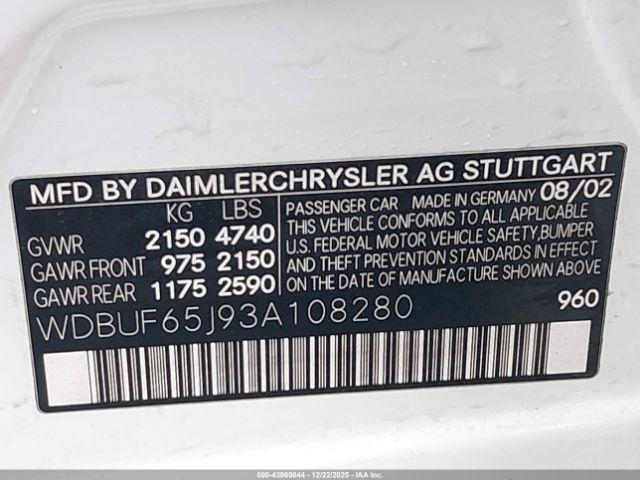 MFD BY DAIMLERCHRYSLER AG STUTTGART
KG LBS
GVWR 2150 4740
GAWR FRONT 975 2150
GAWR REAR 1175 2590
PASSENGER CAR MADE IN GERMANY 08/02
THIS VEHICLE CONFORMS TO ALL APPLICABLE
U.S. FEDERAL MOTOR VEHICLE SAFETY, BUMPER
AND THEFT PREVENTION STANDARDS IN EFFECT
ON THE DATE OF MANUFACTURE SHOWN ABOVE.
960
WDBUF65J93A108280
000-43969844 - 12/22/2025 - IAAI.com